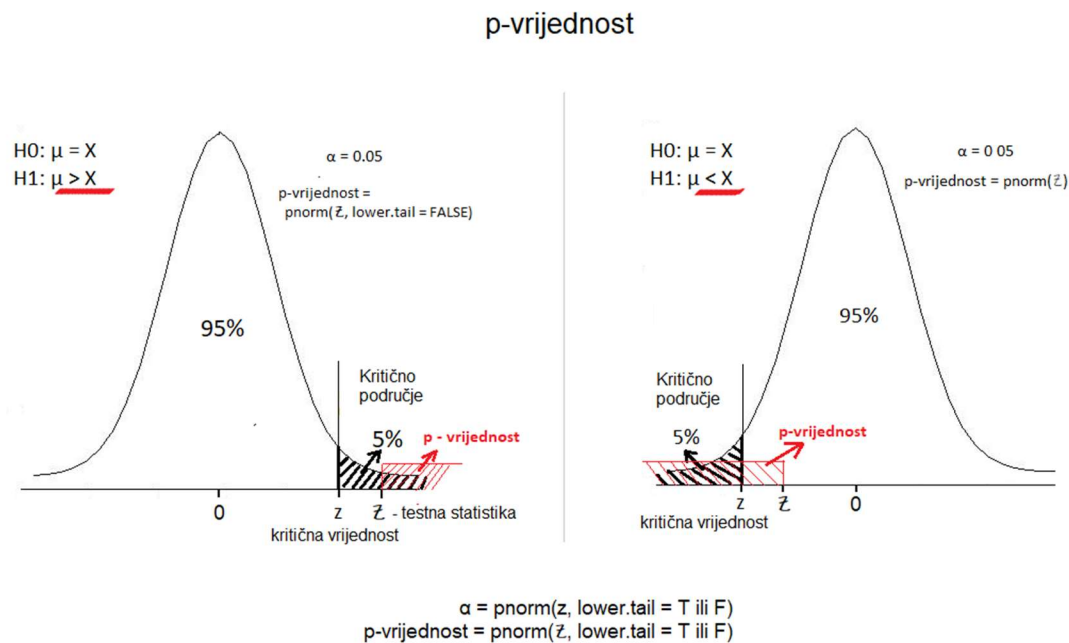 p-vrijednost
H0: μ = X
H1: μ > X
α = 0.05
p-vrijednost =
pnorm(Ƶ, lower.tail = FALSE)
95%
Kritično
područje
5%
p - vrijednost
0
z
Ƶ - testna statistika
kritična vrijednost
H0: μ = X
H1: μ < X
α = 0 05
p-vrijednost = pnorm(Ƶ)
95%
Kritično
područje
5%
p-vrijednost
z
Ƶ
0
kritična vrijednost
α = pnorm(z, lower.tail = T ili F)
p-vrijednost = pnorm(Ƶ, lower.tail = T ili F)